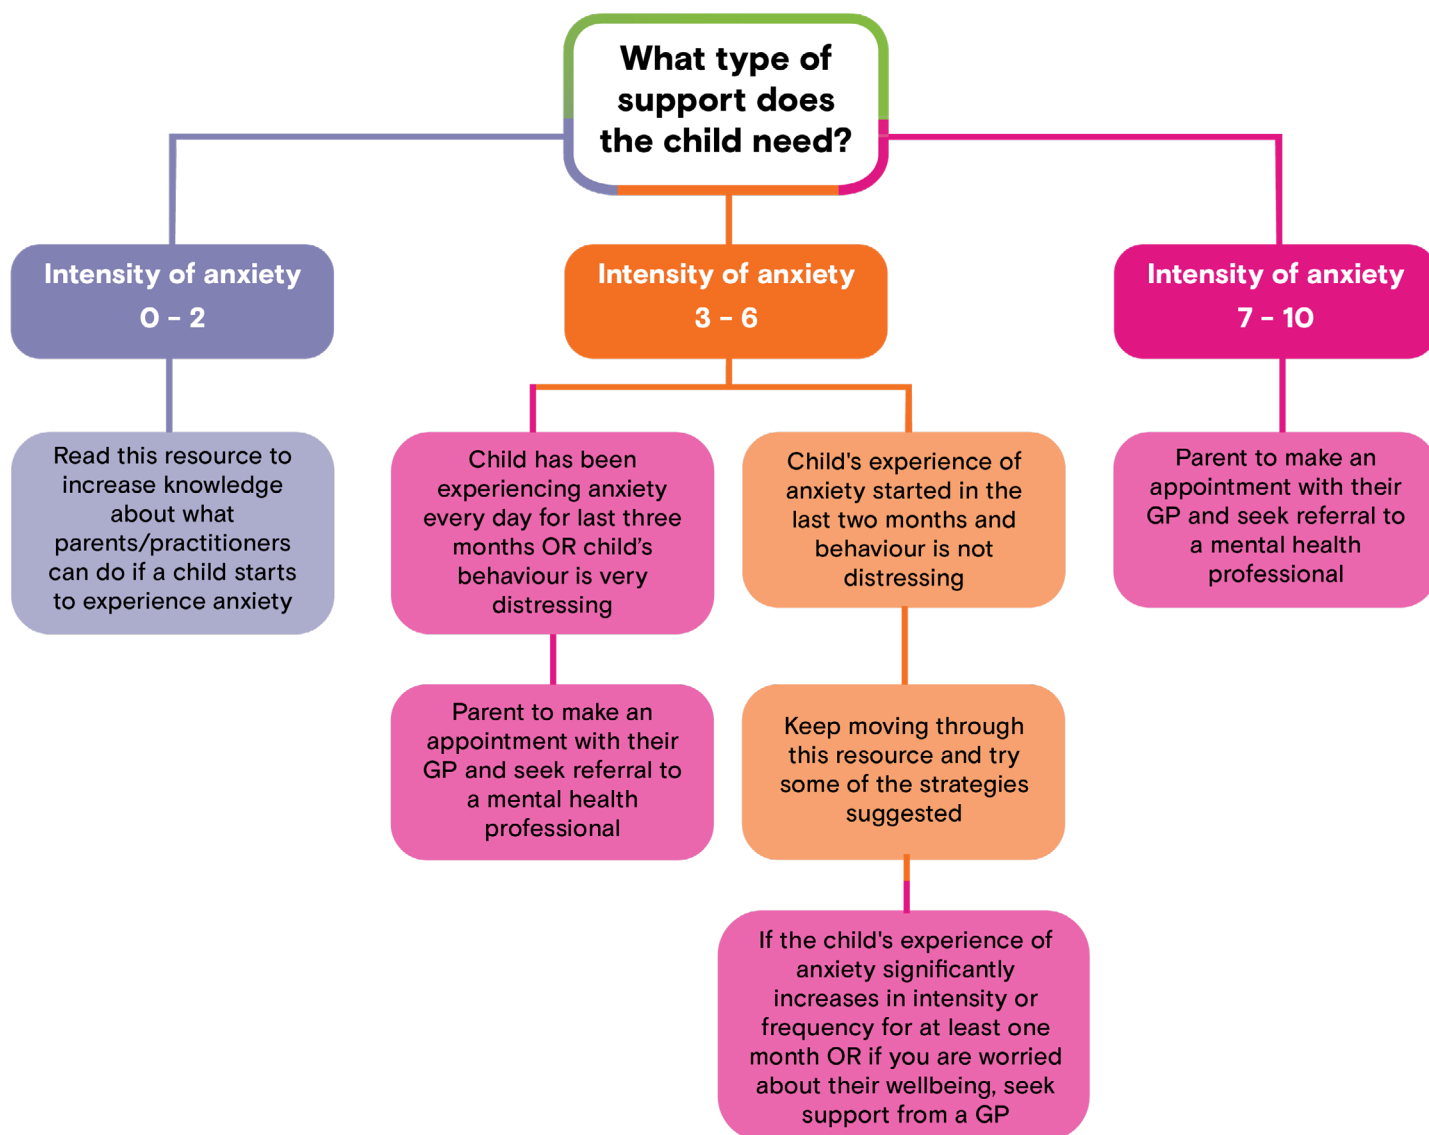 What type of
support does
the child need?
Intensity of anxiety
0 – 2
Intensity of anxiety
3 – 6
Intensity of anxiety
7 – 10
Read this resource to
increase knowledge
about what
parents/practitioners
can do if a child starts
to experience anxiety
Child has been
experiencing anxiety
every day for last three
months OR child’s
behaviour is very
distressing
Child's experience of
anxiety started in the
last two months and
behaviour is not
distressing
Parent to make an
appointment with their
GP and seek referral to
a mental health
professional
Parent to make an
appointment with their
GP and seek referral to
a mental health
professional
Keep moving through
this resource and try
some of the strategies
suggested
If the child's experience of
anxiety significantly
increases in intensity or
frequency for at least one
month OR if you are worried
about their wellbeing, seek
support from a GP